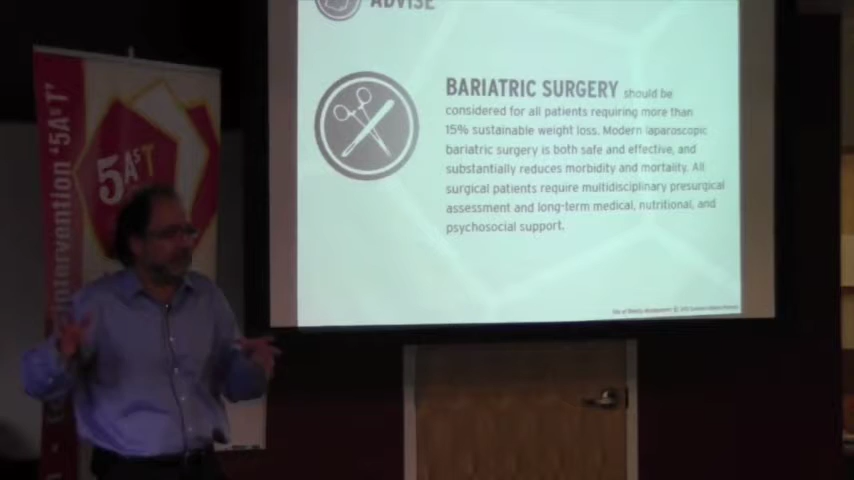 ADVISE
BARIATRIC SURGERY should be
considered for all patients requiring more than
15% sustainable weight loss. Modern laparoscopic
bariatric surgery is both safe and effective, and
substantially reduces morbidity and mortality. All
surgical patients require multidisciplinary presurgical
assessment and long-term medical, nutritional, and
psychosocial support.
5AsT
Intervention '5As T'